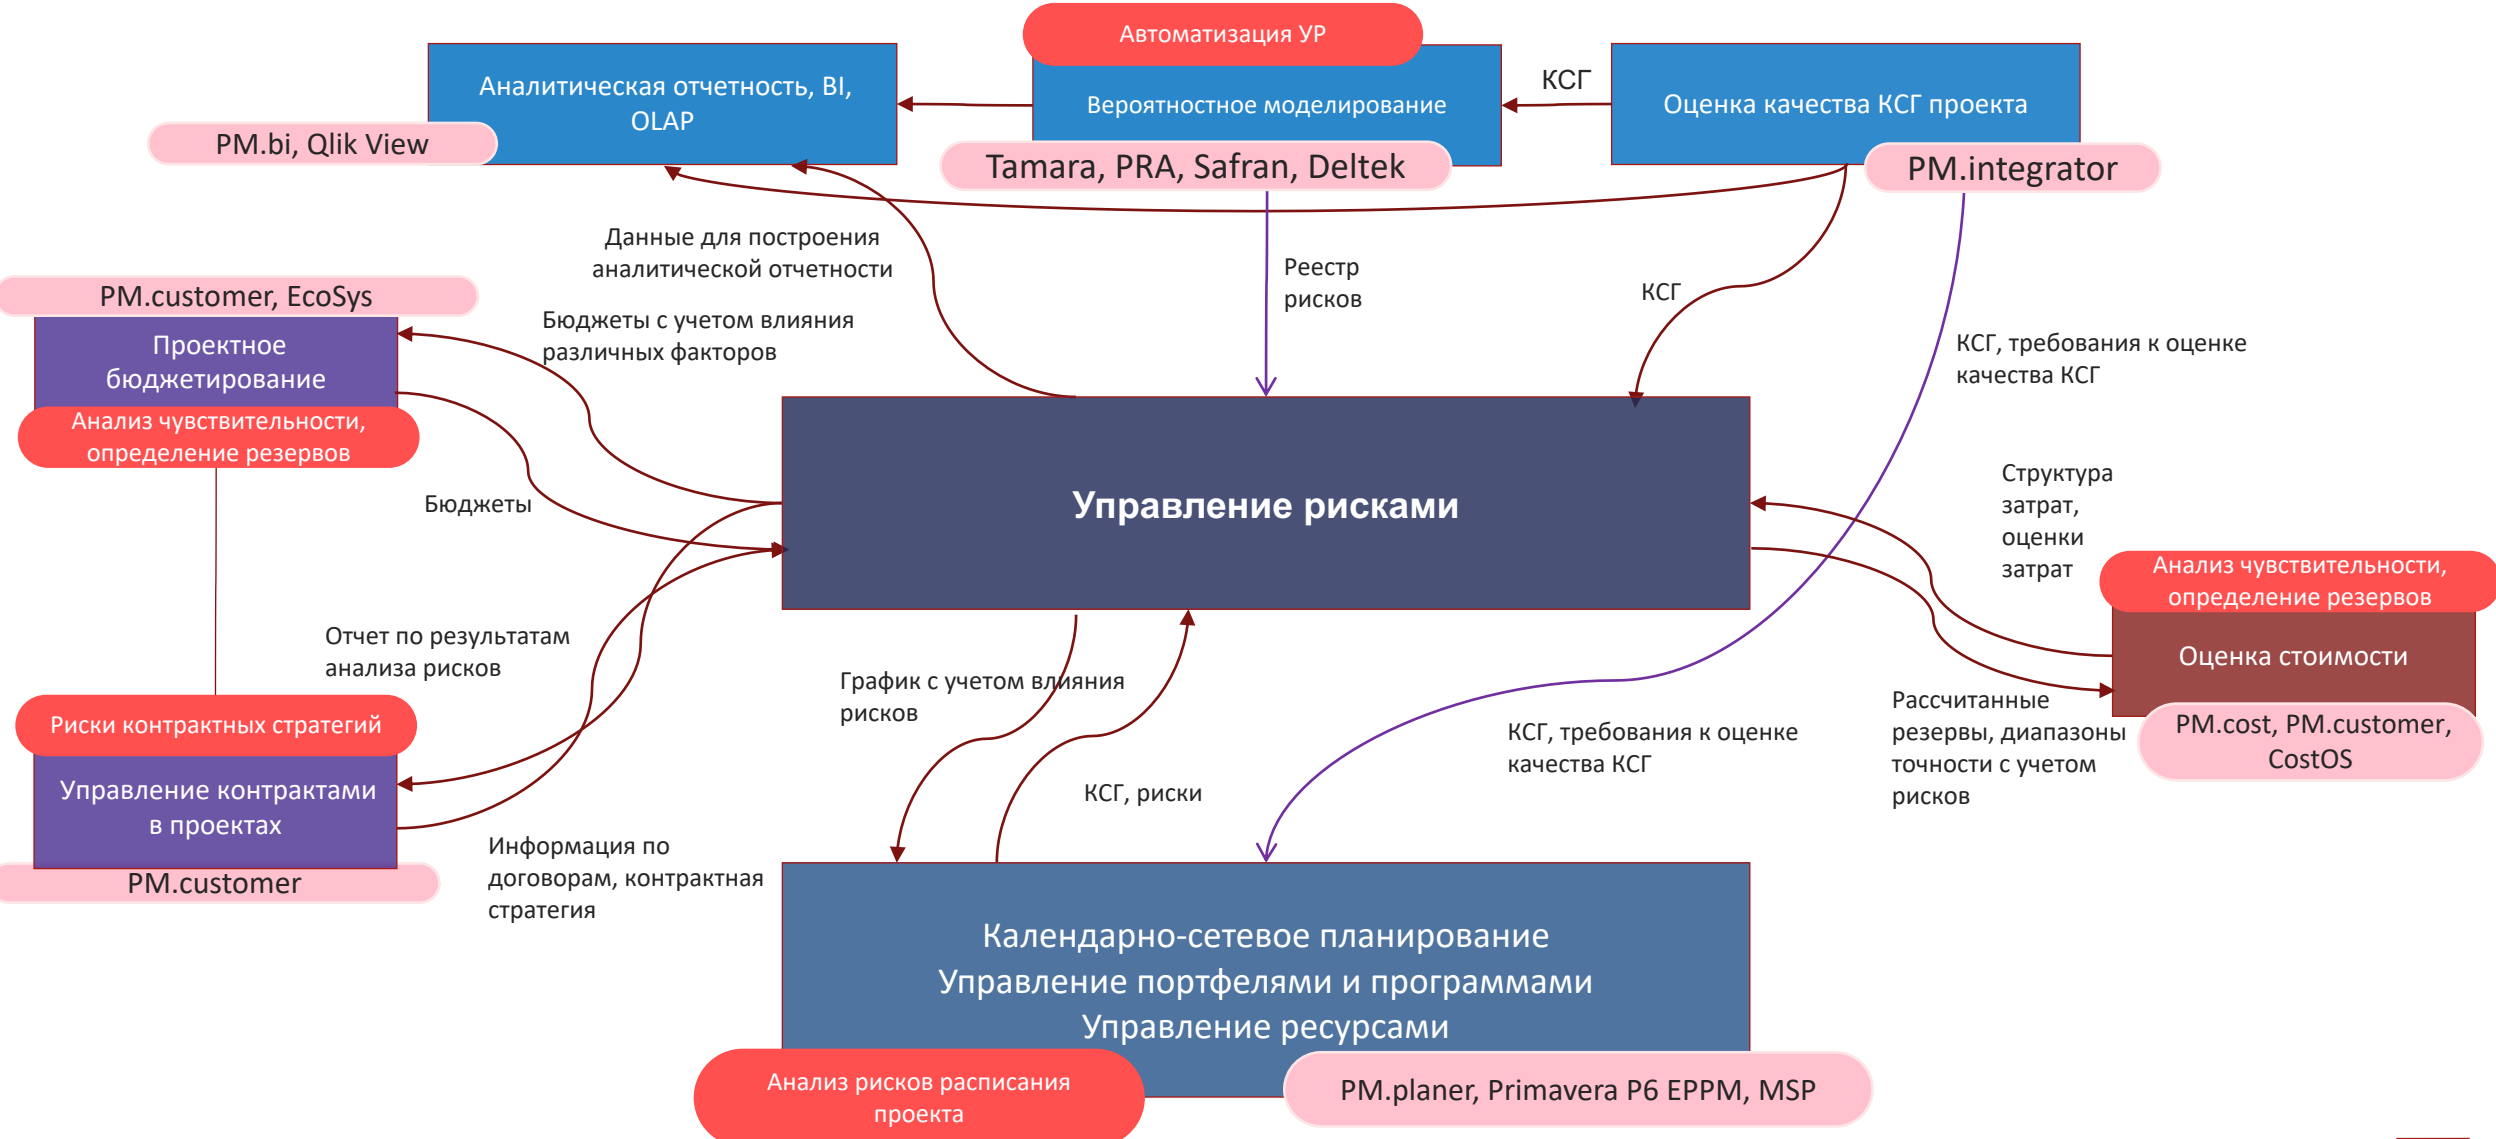 Автоматизация УР
Аналитическая отчетность, BI,
OLAP
Вероятностное моделирование
КСГ
Оценка качества КСГ проекта
PM.bi, Qlik View
Tamara, PRA, Safran, Deltek
PM.integrator
Данные для построения
аналитической отчетности
Реестр
рисков
КСГ
PM.customer, EcoSys
Проектное
бюджетирование
Бюджеты с учетом влияния
различных факторов
КСГ, требования к оценке
качества КСГ
Анализ чувствительности,
определение резервов
Бюджеты
Управление рисками
Структура
затрат,
оценки
затрат
Анализ чувствительности,
определение резервов
Оценка стоимости
PM.cost, PM.customer,
CostOS
Отчет по результатам
анализа рисков
График с учетом влияния
рисков
Рассчитанные
резервы, диапазоны
точности с учетом
рисков
Риски контрактных стратегий
Управление контрактами
в проектах
PM.customer
КСГ, требования к оценке
качества КСГ
КСГ, риски
Информация по
договорам, контрактная
стратегия
Календарно-сетевое планирование
Управление портфелями и программами
Управление ресурсами
Анализ рисков расписания
проекта
PM.planer, Primavera P6 EPPM, MSP